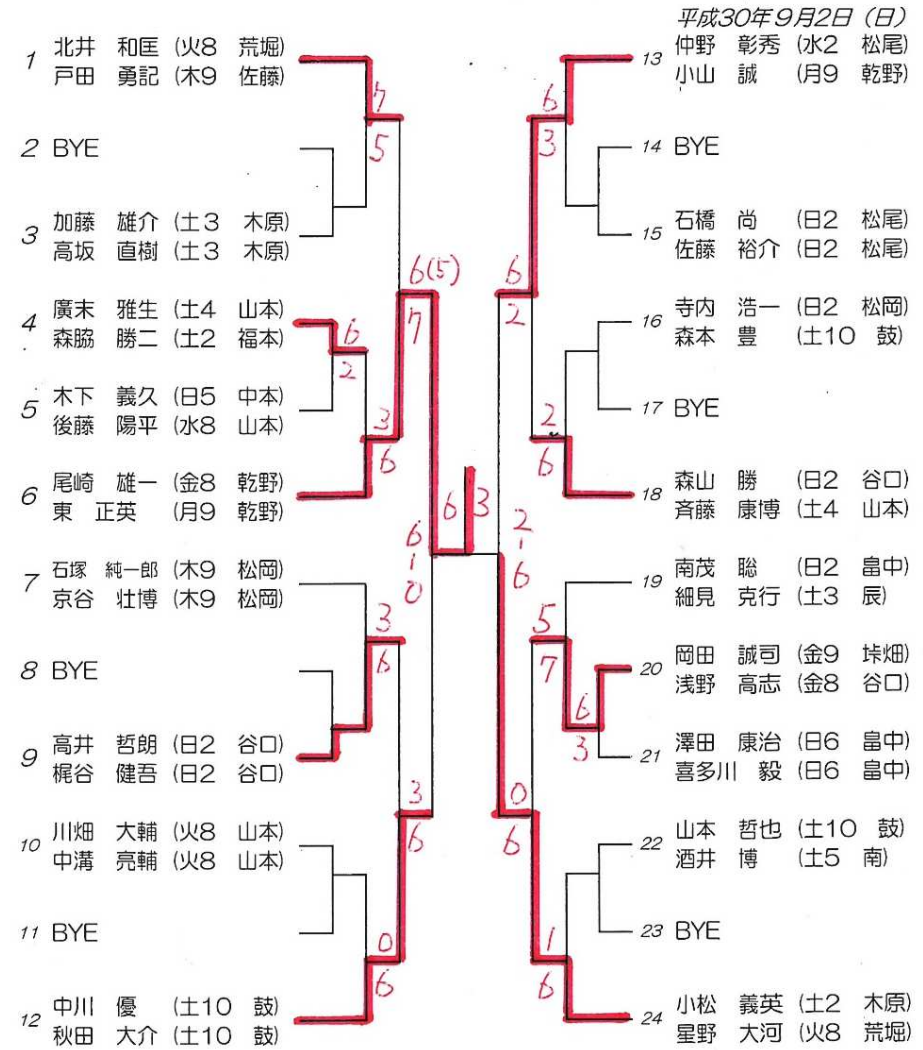 平成30年9月2日（日）
1 北井 和匡 (火8 荒堀)
戸田 勇記 (木9 佐藤)
2 BYE
3 加藤 雄介 (土3 木原)
高坂 直樹 (土3 木原)
4 廣末 雅生 (土4 山本)
森脇 勝二 (土2 福本)
5 木下 義久 (日5 中本)
後藤 陽平 (水8 山本)
6 尾崎 雄一 (金8 乾野)
東 正英 (月9 乾野)
7 石塚 純一郎 (木9 松岡)
京谷 壮博 (木9 松岡)
8 BYE
9 高井 哲朗 (日2 谷口)
梶谷 健吾 (日2 谷口)
10 川畑 大輔 (火8 山本)
中溝 亮輔 (火8 山本)
11 BYE
12 中川 優 (土10 鼓)
秋田 大介 (土10 鼓)
7
5
6
2
3
6
6(5)
7
3
6
0
6
3
6
6-0
6 3
2-6
6
3
2
6
6
2
5
7
6
3
1
6
0
6
13 仲野 彰秀 (水2 松尾)
小山 誠 (月9 乾野)
14 BYE
15 石橋 尚 (日2 松尾)
佐藤 裕介 (日2 松尾)
16 寺内 浩一 (日2 松岡)
森本 豊 (土10 鼓)
17 BYE
18 森山 勝 (日2 谷口)
斉藤 康博 (土4 山本)
19 南茂 聡 (日2 畠中)
細見 克行 (土3 辰)
20 岡田 誠司 (金9 垰畑)
浅野 高志 (金8 谷口)
21 澤田 康治 (日6 畠中)
喜多川 毅 (日6 畠中)
22 山本 哲也 (土10 鼓)
酒井 博 (土5 南)
23 BYE
24 小松 義英 (土2 木原)
星野 大河 (火8 荒堀)